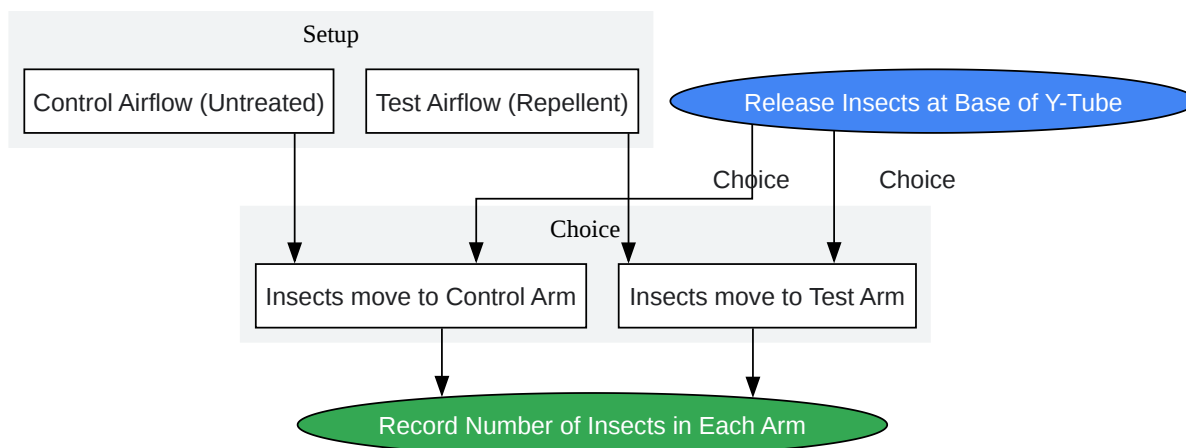 Setup
Control Airflow (Untreated)
Test Airflow (Repellent)
Release Insects at Base of Y-Tube
Choice
Choice
Choice
Insects move to Control Arm
Insects move to Test Arm
Record Number of Insects in Each Arm